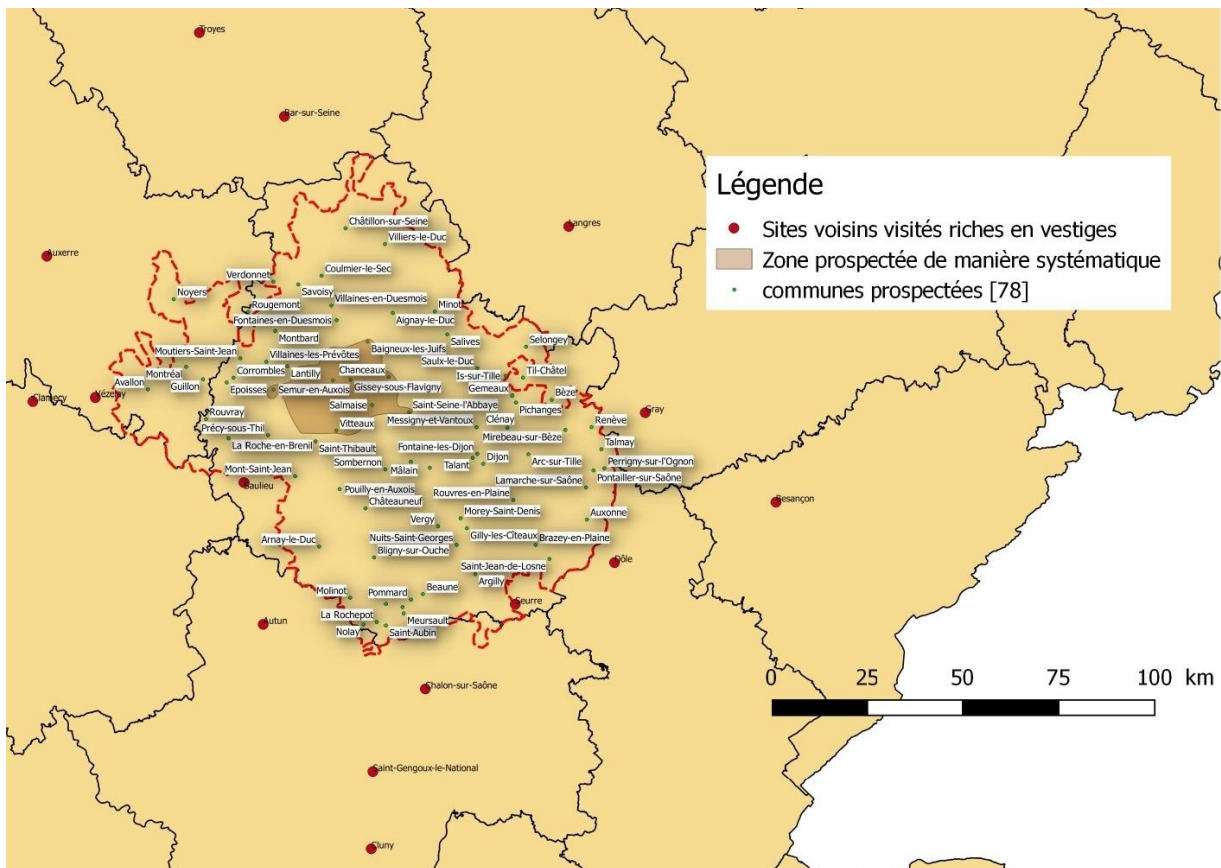 Troyes
Bar-sur-Seine
Légende
Sites voisins visités riches en vestiges
Zone prospectée de manière systématique
communes prospectées [78]
Langres
Auxerre
Châtillon-sur-Seine
Villiers-le-Duc
Coulmier-le-Sec
Verdonnet
Noyers
Savoisy
Villaines-en-Duesmois
Rougemont
Minot
Fontaines-en-Duesmois
Aignay-le-Duc
Montbard
Salives
Selongey
Moutiers-Saint-Jean
Villaines-les-Prévôtes
Baigneux-les-Juifs
Saulx-le-Duc
Til-Châtel
Montréal
Corrombles
Lantilly
Chanceaux
Is-sur-Tille
Avallon
Guillon
Epoisses
Semur-en-Auxois
Gissey-sous-Flavigny
Gemeaux
Bèze
Clamecy
Vézelay
Salmaise
Saint-Seine-l'Abbaye
Pichanges
Gray
Rouvray
Messigny-et-Vantoux
Clénay
Renève
Précy-sous-Thil
Vitteaux
Mirebeau-sur-Bèze
La Roche-en-Brenil
Saint-Thibault
Fontaine-les-Dijon
Talmay
Sombernon
Dijon
Arc-sur-Tille
Perrigny-sur-l'Ognon
Mont-Saint-Jean
Mâlain
Talant
Lamarche-sur-Saône
Pontailler-sur-Saône
Saulieu
Pouilly-en-Auxois
Rouvres-en-Plaine
Besançon
Châteauneuf
Morey-Saint-Denis
Vergy
Auxonne
Arnay-le-Duc
Nuits-Saint-Georges
Gilly-les-Cîteaux
Brazey-en-Plaine
Bligny-sur-Ouche
Saint-Jean-de-Losne
Dôle
Argilly
Molinot
Pommard
Beaune
Seurre
La Rochepot
Meursault
Autun
Nolay
Saint-Aubin
Chalon-sur-Saône
0 25 50 75 100 km
Saint-Gengoux-le-National
Cluny